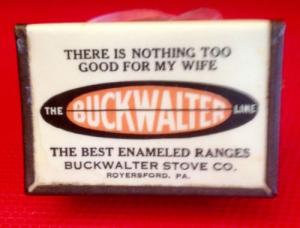 THERE IS NOTHING TOO
GOOD FOR MY WIFE
THE BUCKWALTER LINE
THE BEST ENAMELED RANGES
BUCKWALTER STOVE CO.
ROYERSFORD, PA.